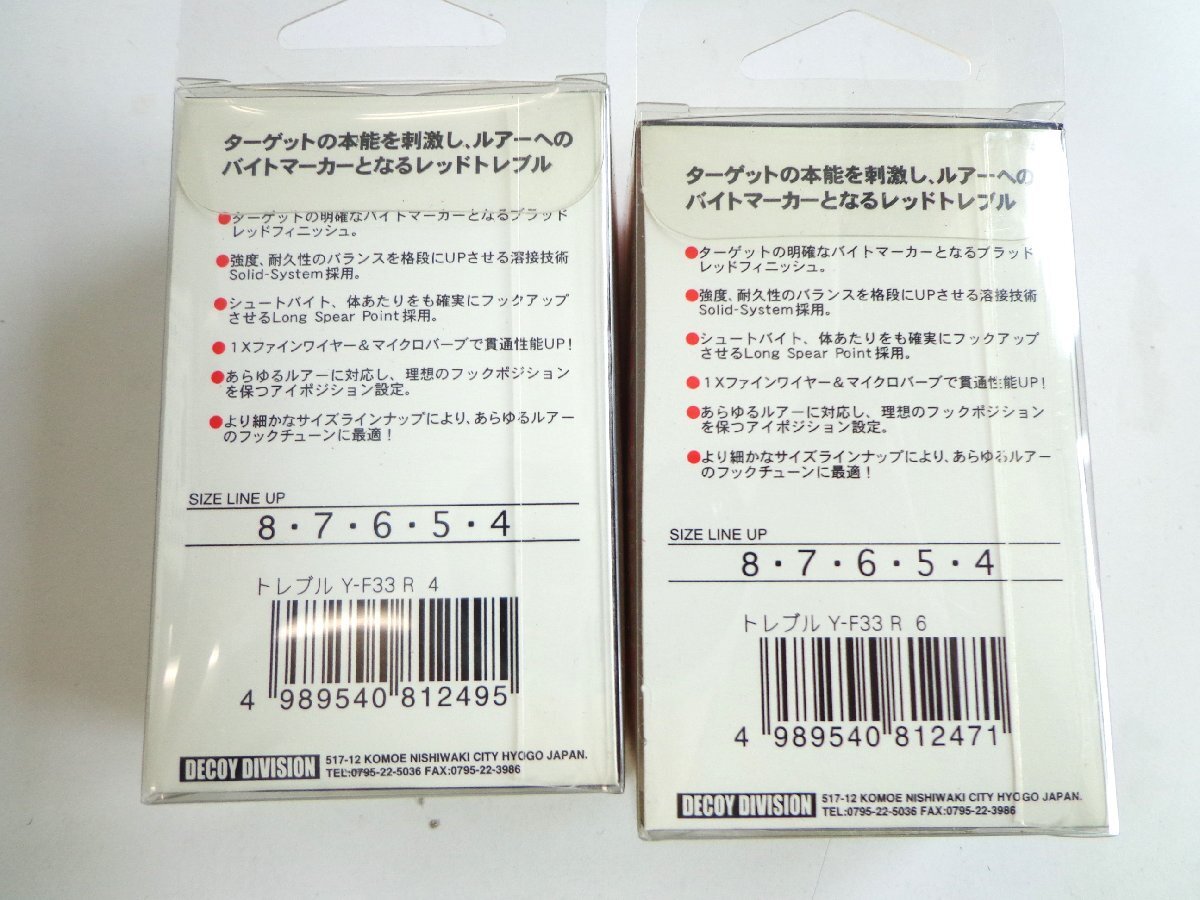 ターゲットの本能を刺激し、ルアーへの
バイトマーカーとなるレッドトレブル
●ターゲットの明確なバイトマーカーとなるブラッド
レッドフィニッシュ。
●強度、耐久性のバランスを格段にUPさせる溶接技術
Solid-System採用。
●シュートバイト、体あたりをも確実にフックアップ
させるLong Spear Point採用。
●1Xファインワイヤー&マイクロバーブで貫通性能UP!
●あらゆるルアーに対応し、理想のフックポジション
を保つアイポジション設定。
●より細かなサイズラインナップにより、あらゆるルアー
のフックチューンに最適!
SIZE LINE UP
8・7・6・5・4
トレブル Y-F33 R 4
4 989540 812495
DECOY DIVISION
517-12 KOMOE NISHIWAKI CITY HYOGO JAPAN.
TEL:0795-22-5036 FAX:0795-22-3986
ターゲットの本能を刺激し、ルアーへの
バイトマーカーとなるレッドトレブル
●ターゲットの明確なバイトマーカーとなるブラッド
レッドフィニッシュ。
●強度、耐久性のバランスを格段にUPさせる溶接技術
Solid-System採用。
●シュートバイト、体あたりをも確実にフックアップ
させるLong Spear Point採用。
●1Xファインワイヤー&マイクロバーブで貫通性能UP!
●あらゆるルアーに対応し、理想のフックポジション
を保つアイポジション設定。
●より細かなサイズラインナップにより、あらゆるルアー
のフックチューンに最適!
SIZE LINE UP
8・7・6・5・4
トレブル Y-F33 R 6
4 989540 812471
DECOY DIVISION
517-12 KOMOE NISHIWAKI CITY HYOGO JAPAN.
TEL:0795-22-5036 FAX:0795-22-3986